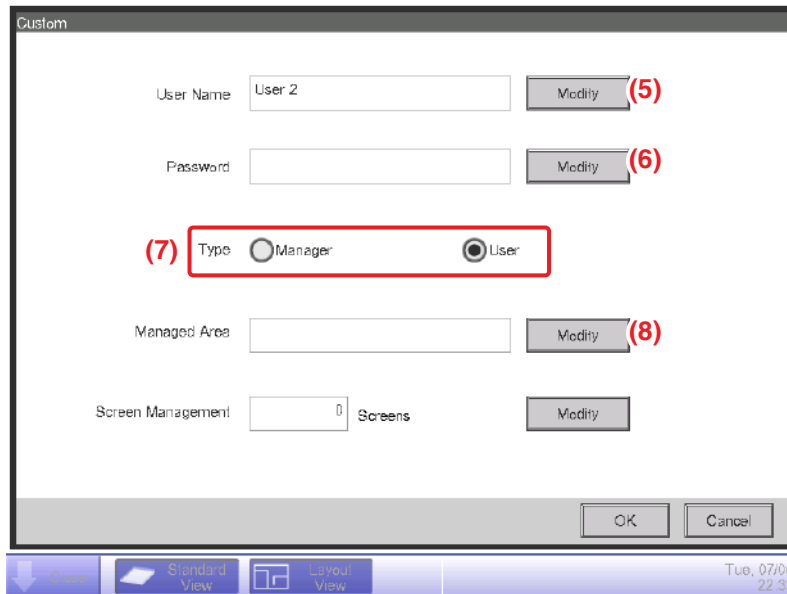 Custom
User Name User 2 Modify (5)
Password Modify (6)
(7) Type Manager User
Managed Area Modify (8)
Screen Management 0 Screens Modify
OK Cancel
Close Standard View Layout View Tue, 07/0
22:3